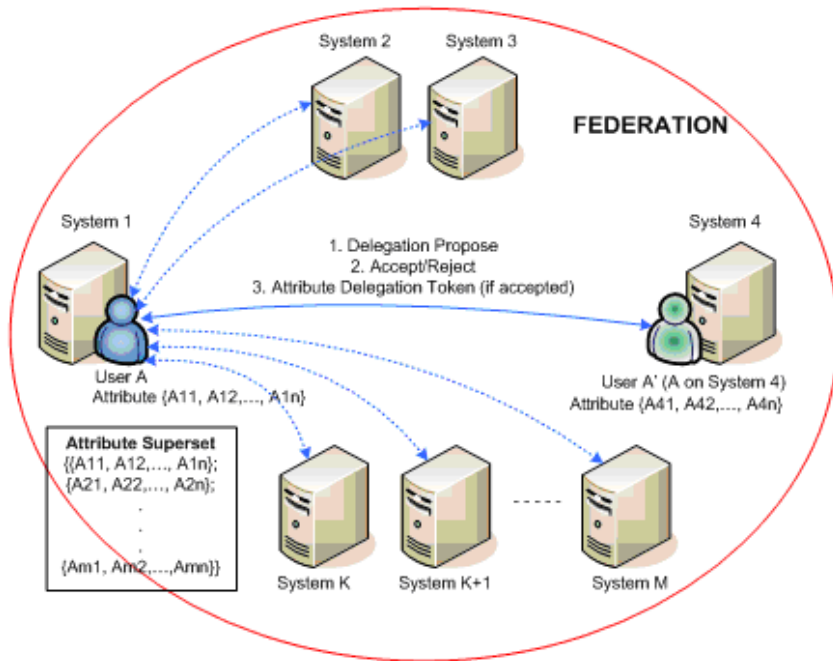 System 2
System 3
FEDERATION
System 1
System 4
1. Delegation Propose
2. Accept/Reject
3. Attribute Delegation Token (if accepted)
User A
Attribute {A11, A12,..., A1n}
User A' (A on System 4)
Attribute {A41, A42,..., A4n}
Attribute Superset
{{A11, A12,..., A1n};
{A21, A22,..., A2n};
.
.
.
{Am1, Am2,...,Amn}}
System K
System K+1
System M